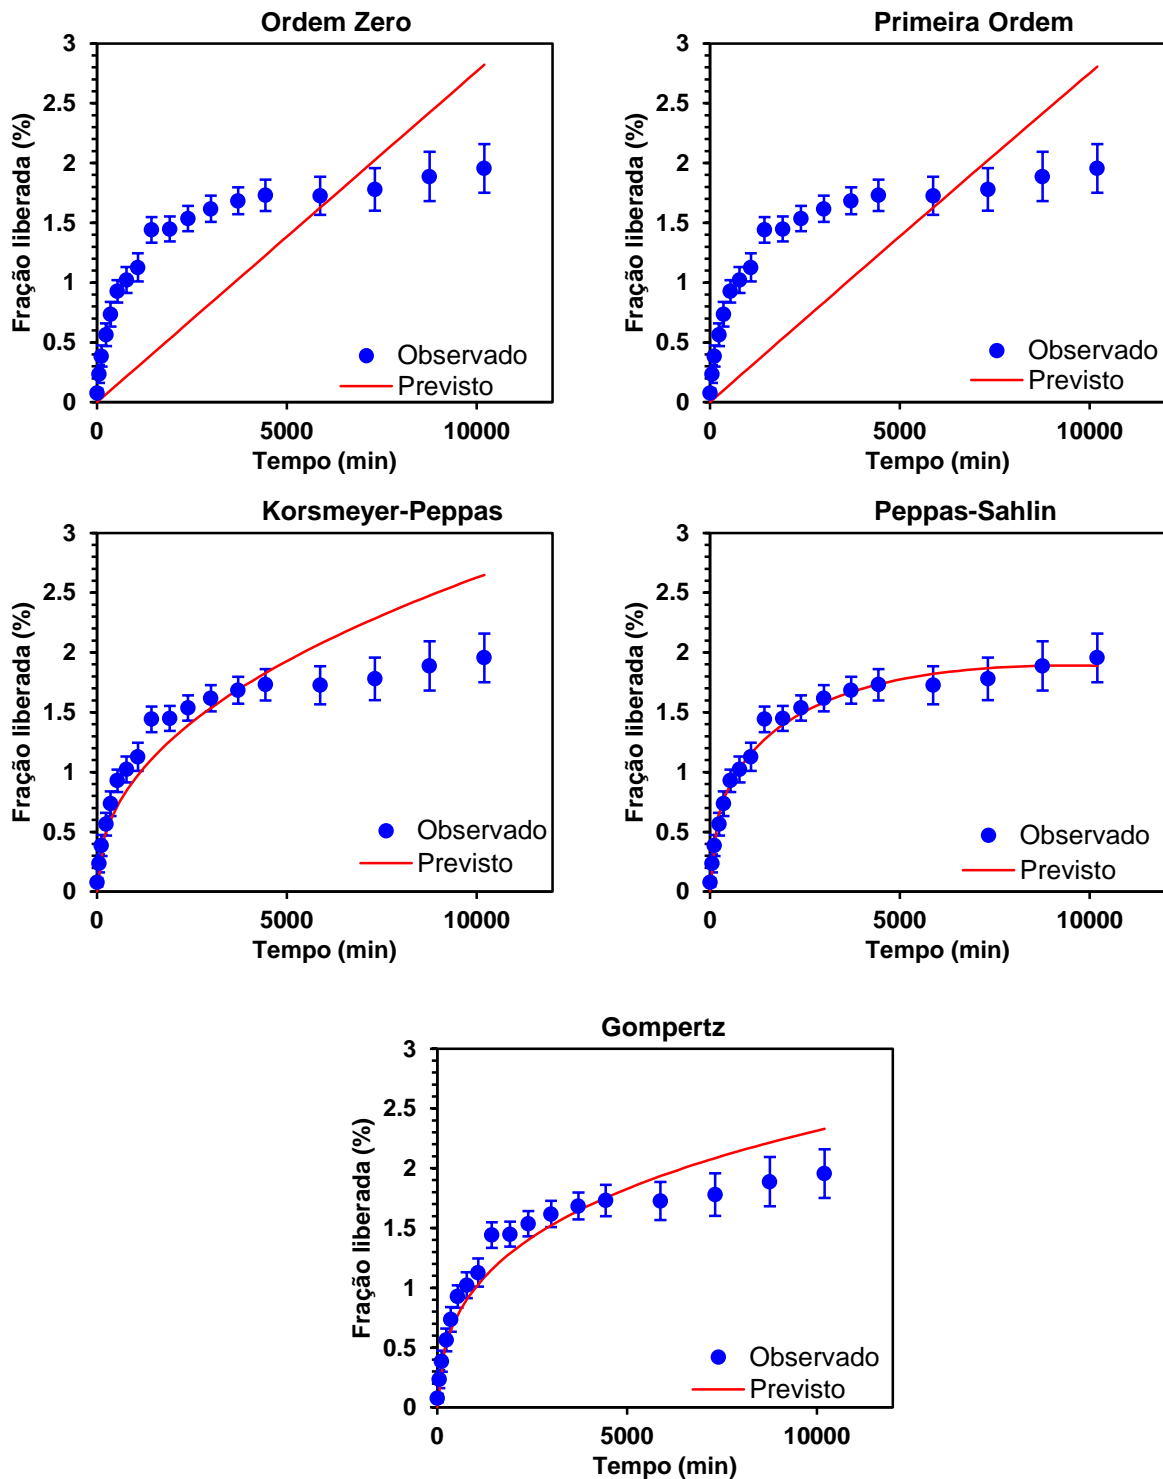 Ordem Zero
3
2.5
2
1.5
1
0.5
0
Fração liberada (%)
Observado
Previsto
0 5000 10000
Tempo (min)
Primeira Ordem
3
2.5
2
1.5
1
0.5
0
Fração liberada (%)
Observado
Previsto
0 5000 10000
Tempo (min)
Korsmeyer-Peppas
3
2.5
2
1.5
1
0.5
0
Fração liberada (%)
Observado
Previsto
0 5000 10000
Tempo (min)
Peppas-Sahlin
3
2.5
2
1.5
1
0.5
0
Fração liberada (%)
Observado
Previsto
0 5000 10000
Tempo (min)
Gompertz
3
2.5
2
1.5
1
0.5
0
Fração liberada (%)
Observado
Previsto
0 5000 10000
Tempo (min)